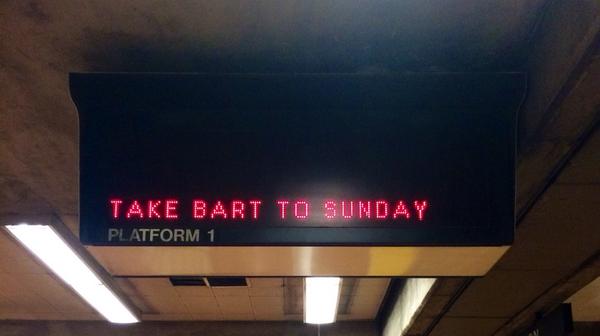 TAKE BART TO SUNDAY
PLATFORM 1